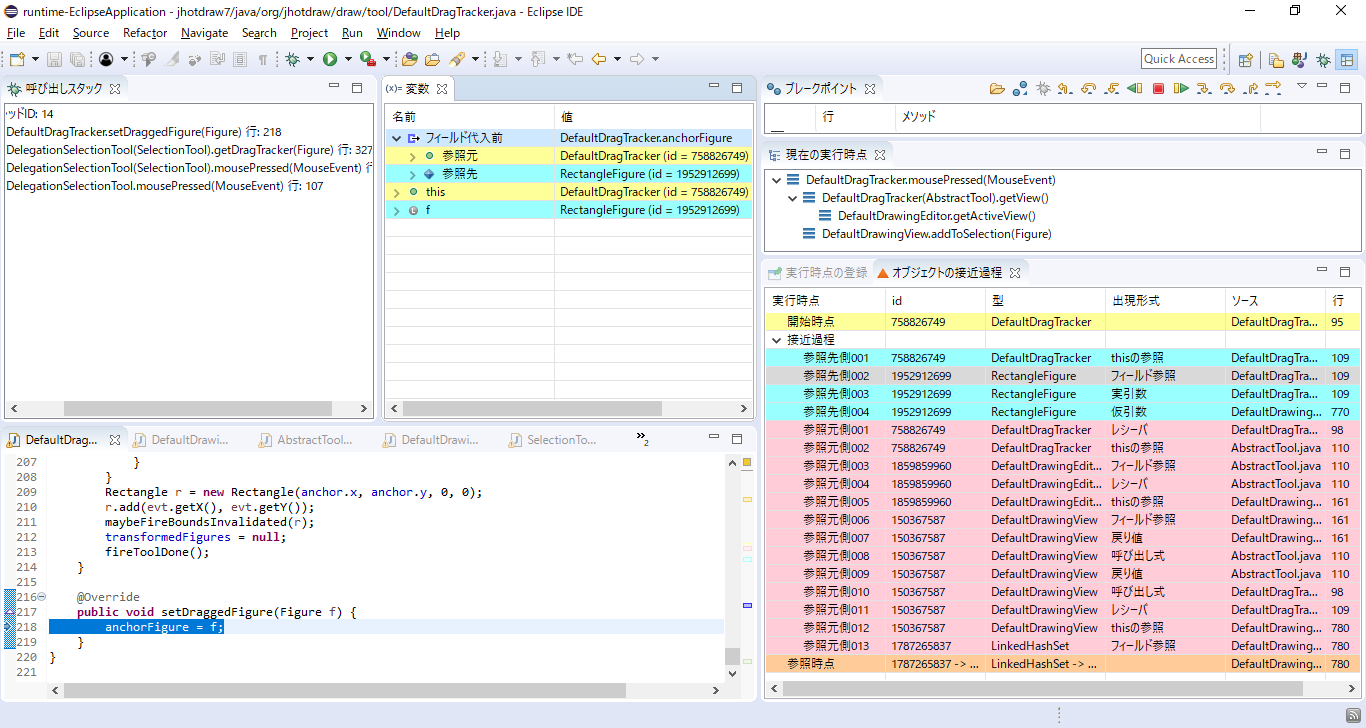 runtime-EclipseApplication - jhotdraw7/java/org/jhotdraw/draw/tool/DefaultDragTracker.java - Eclipse IDE
File Edit Source Refactor Navigate Search Project Run Window Help
Quick Access
呼び出しスタック
ッドID: 14
DefaultDragTracker.setDraggedFigure(Figure) 行: 218
DelegationSelectionTool(SelectionTool).getDragTracker(Figure) 行: 327
DelegationSelectionTool(SelectionTool).mousePressed(MouseEvent) 行
DelegationSelectionTool.mousePressed(MouseEvent) 行: 107
(x)= 変数
名前 値
フィールド代入前 DefaultDragTracker.anchorFigure
参照元 DefaultDragTracker (id = 758826749)
参照先 RectangleFigure (id = 1952912699)
this DefaultDragTracker (id = 758826749)
f RectangleFigure (id = 1952912699)
ブレークポイント
行 メソッド
現在の実行時点
DefaultDragTracker.mousePressed(MouseEvent)
DefaultDragTracker(AbstractTool).getView()
DefaultDrawingEditor.getActiveView()
DefaultDrawingView.addToSelection(Figure)
実行時点の登録 オブジェクトの接近過程
実行時点 id 型 出現形式 ソース 行
開始時点 758826749 DefaultDragTracker DefaultDragTra... 95
接近過程
参照先側001 758826749 DefaultDragTracker thisの参照 DefaultDragTra... 109
参照先側002 1952912699 RectangleFigure フィールド参照 DefaultDragTra... 109
参照先側003 1952912699 RectangleFigure 実引数 DefaultDragTra... 109
参照先側004 1952912699 RectangleFigure 仮引数 DefaultDrawing... 770
参照元側001 758826749 DefaultDragTracker レシーバ DefaultDragTra... 98
参照元側002 758826749 DefaultDragTracker thisの参照 AbstractTool.java 110
参照元側003 1859859960 DefaultDrawingEdit... フィールド参照 AbstractTool.java 110
参照元側004 1859859960 DefaultDrawingEdit... レシーバ AbstractTool.java 110
参照元側005 1859859960 DefaultDrawingEdit... thisの参照 DefaultDrawing... 161
参照元側006 150367587 DefaultDrawingView フィールド参照 DefaultDrawing... 161
参照元側007 150367587 DefaultDrawingView 戻り値 DefaultDrawing... 161
参照元側008 150367587 DefaultDrawingView 呼び出し式 AbstractTool.java 110
参照元側009 150367587 DefaultDrawingView 戻り値 AbstractTool.java 110
参照元側010 150367587 DefaultDrawingView 呼び出し式 DefaultDragTra... 98
参照元側011 150367587 DefaultDrawingView レシーバ DefaultDragTra... 109
参照元側012 150367587 DefaultDrawingView thisの参照 DefaultDrawing... 780
参照元側013 1787265837 LinkedHashSet フィールド参照 DefaultDrawing... 780
参照時点 1787265837 -> ... LinkedHashSet -> ... DefaultDrawing... 780
DefaultDrag... DefaultDrawi... AbstractTool... DefaultDrawi... SelectionTo... »2
207 }
208 }
209 Rectangle r = new Rectangle(anchor.x, anchor.y, 0, 0);
210 r.add(evt.getX(), evt.getY());
211 maybeFireBoundsInvalidated(r);
212 transformedFigures = null;
213 fireToolDone();
214 }
215
216 @Override
217 public void setDraggedFigure(Figure f) {
218 anchorFigure = f;
219 }
220 }
221